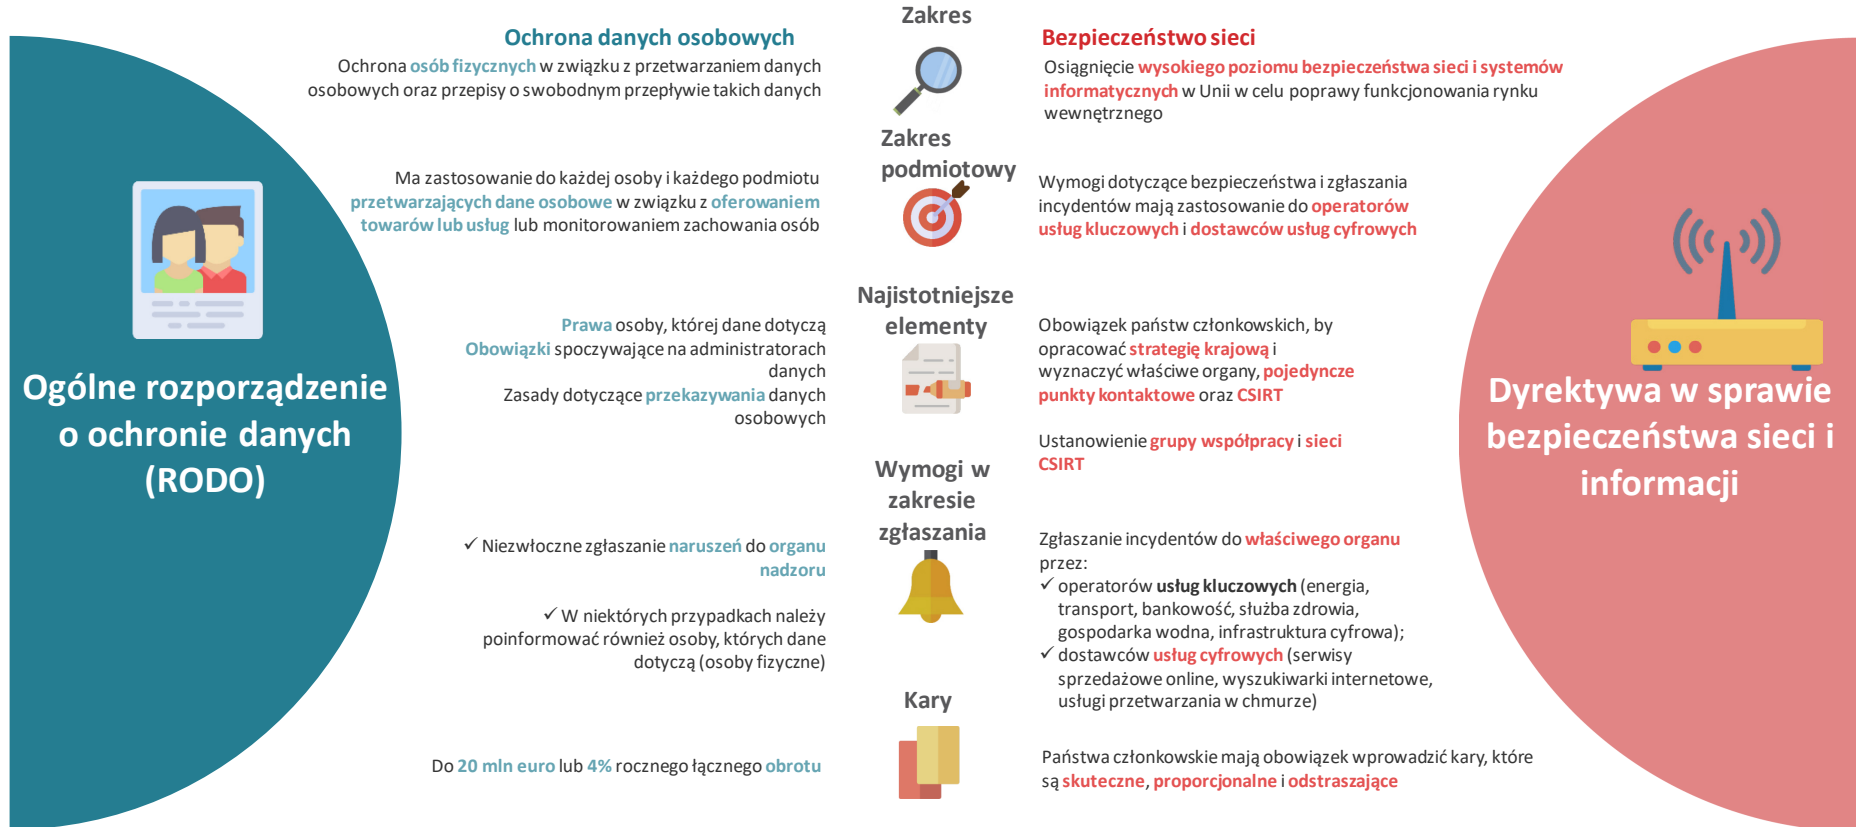 Ogólne rozporządzenie
o ochronie danych
(RODO)
Zakres
Ochrona danych osobowych
Ochrona osób fizycznych w związku z przetwarzaniem danych
osobowych oraz przepisy o swobodnym przepływie takich danych
Bezpieczeństwo sieci
Osiągnięcie wysokiego poziomu bezpieczeństwa sieci i systemów
informatycznych w Unii w celu poprawy funkcjonowania rynku
wewnętrznego
Zakres
podmiotowy
Ma zastosowanie do każdej osoby i każdego podmiotu
przetwarzających dane osobowe w związku z oferowaniem
towarów lub usług lub monitorowaniem zachowania osób
Wymogi dotyczące bezpieczeństwa i zgłaszania
incydentów mają zastosowanie do operatorów
usług kluczowych i dostawców usług cyfrowych
Najistotniejsze
elementy
Prawa osoby, której dane dotyczą
Obowiązki spoczywające na administratorach
danych
Zasady dotyczące przekazywania danych
osobowych
Obowiązek państw członkowskich, by
opracować strategię krajową i
wyznaczyć właściwe organy, pojedyncze
punkty kontaktowe oraz CSIRT
Ustanowienie grupy współpracy i sieci
CSIRT
Wymogi w
zakresie
zgłaszania
✓ Niezwłoczne zgłaszanie naruszeń do organu
nadzoru
✓ W niektórych przypadkach należy
poinformować również osoby, których dane
dotyczą (osoby fizyczne)
Zgłaszanie incydentów do właściwego organu
przez:
✓ operatorów usług kluczowych (energia,
transport, bankowość, służba zdrowia,
gospodarka wodna, infrastruktura cyfrowa);
✓ dostawców usług cyfrowych (serwisy
sprzedażowe online, wyszukiwarki internetowe,
usługi przetwarzania w chmurze)
Kary
Do 20 mln euro lub 4% rocznego łącznego obrotu
Państwa członkowskie mają obowiązek wprowadzić kary, które
są skuteczne, proporcjonalne i odstraszające
Dyrektywa w sprawie
bezpieczeństwa sieci i
informacji